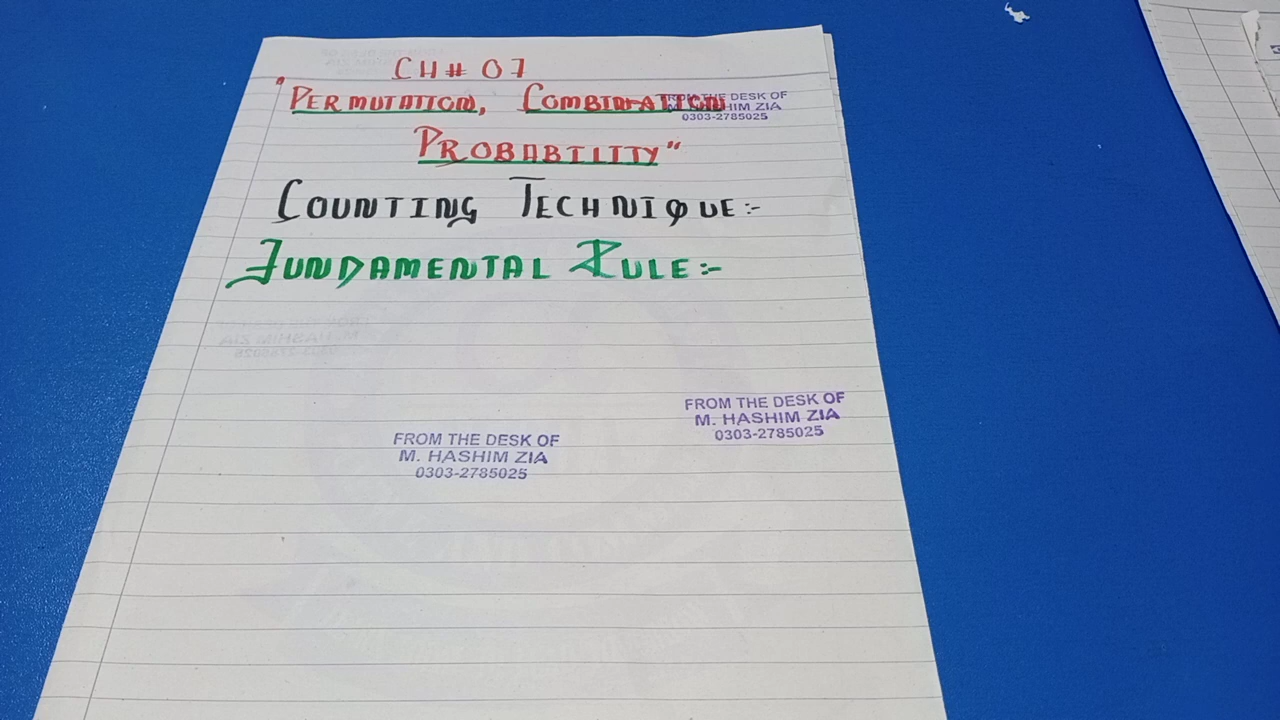 CH# 07
"PERMUTATION, COMBINATION
PROBABILITY"
FROM THE DESK OF
M. HASHIM ZIA
0303-2785025
COUNTING TECHNIQUE:-
FUNDAMENTAL RULE:-
FROM THE DESK OF
M. HASHIM ZIA
0303-2785025
FROM THE DESK OF
M. HASHIM ZIA
0303-2785025